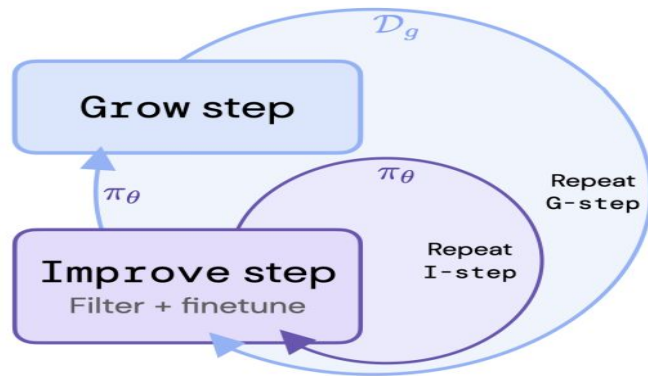 𝒟g
Grow step
πθ
πθ
Repeat
G-step
Repeat
I-step
Improve step
Filter + finetune